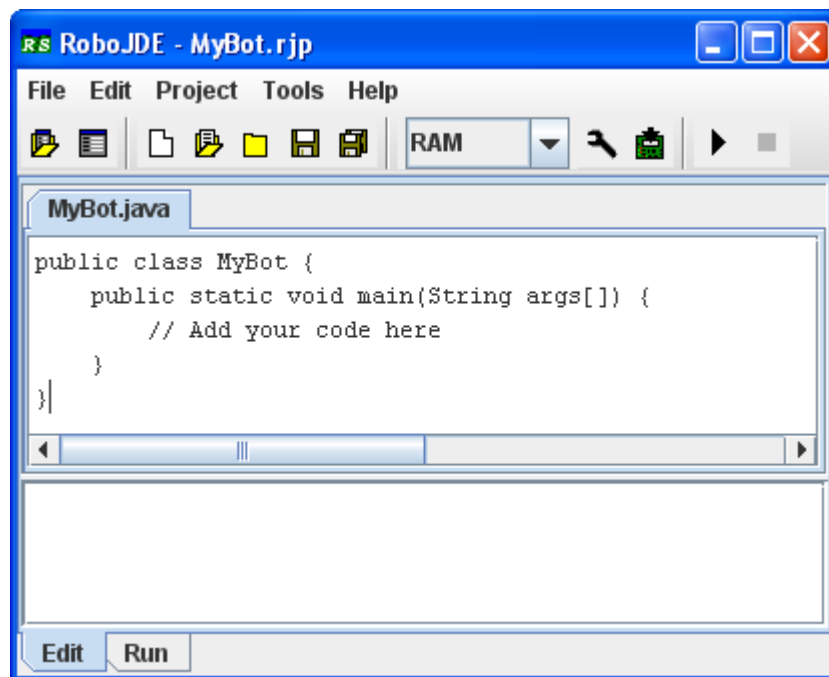 RS RoboJDE - MyBot.rjp
File Edit Project Tools Help
RAM
MyBot.java
public class MyBot {
    public static void main(String args[]) {
        // Add your code here
    }
}
Edit Run